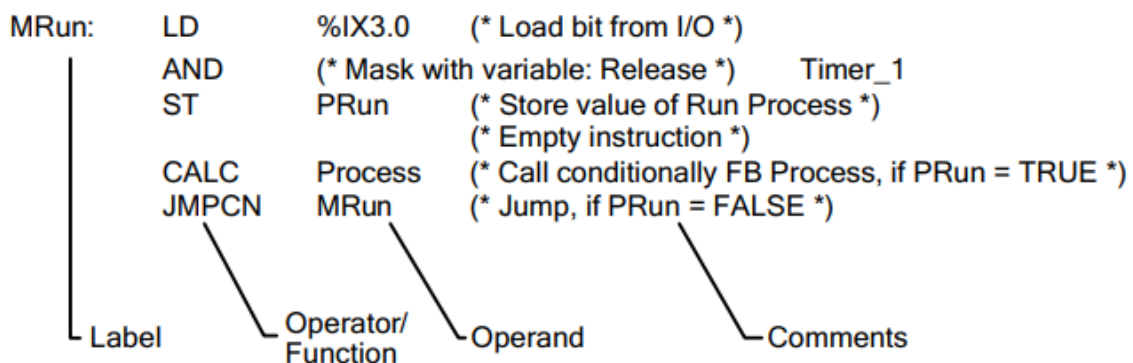 MRun: LD %IX3.0 (* Load bit from I/O *)
AND (* Mask with variable: Release *) Timer_1
ST PRun (* Store value of Run Process *)
(* Empty instruction *)
CALC Process (* Call conditionally FB Process, if PRun = TRUE *)
JMPCN MRun (* Jump, if PRun = FALSE *)
Label Operator/ Operand Comments
Function